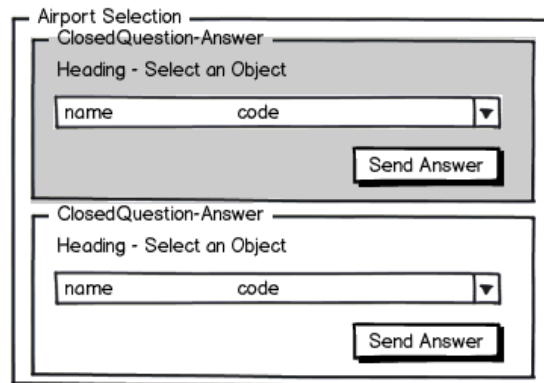 Airport Selection
ClosedQuestion-Answer
Heading - Select an Object
name code
Send Answer
ClosedQuestion-Answer
Heading - Select an Object
name code
Send Answer